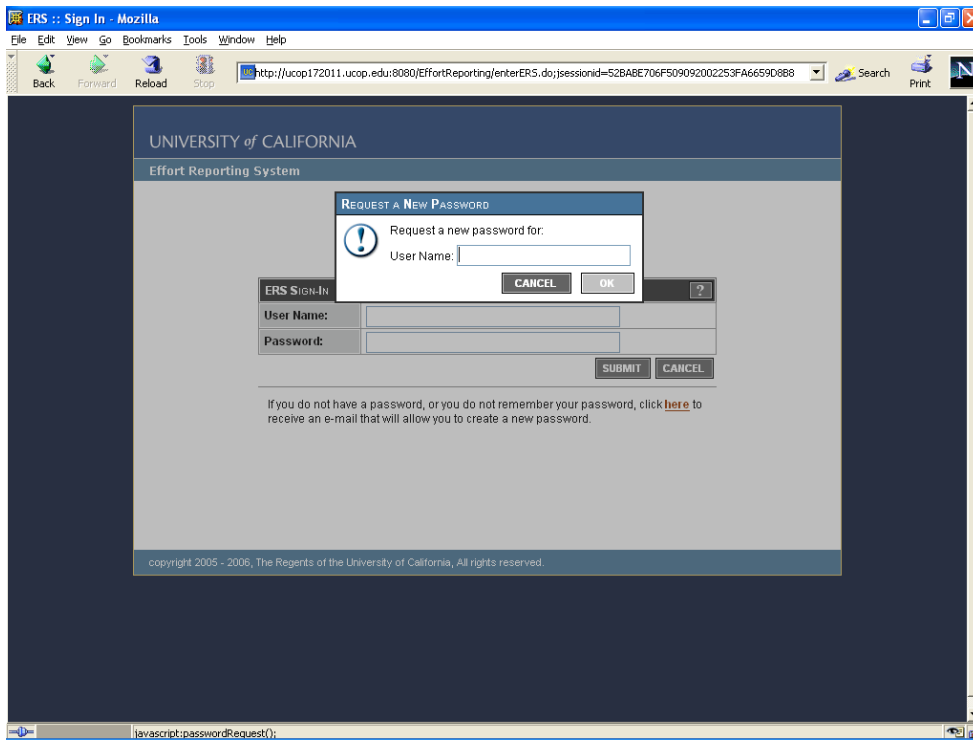 ERS :: Sign In - Mozilla
File Edit View Go Bookmarks Tools Window Help
Back Forward Reload Stop
http://ucop172011.ucop.edu:8080/EffortReporting/enterERS.do;jsessionid=52BABE706F509092002253FA6659D8B8
Search Print
UNIVERSITY of CALIFORNIA
Effort Reporting System
REQUEST A NEW PASSWORD
Request a new password for:
User Name:
CANCEL OK
ERS SIGN-IN ?
User Name:
Password:
SUBMIT CANCEL
If you do not have a password, or you do not remember your password, click here to
receive an e-mail that will allow you to create a new password.
copyright 2005 - 2006, The Regents of the University of California, All rights reserved.
javascript:passwordRequest();